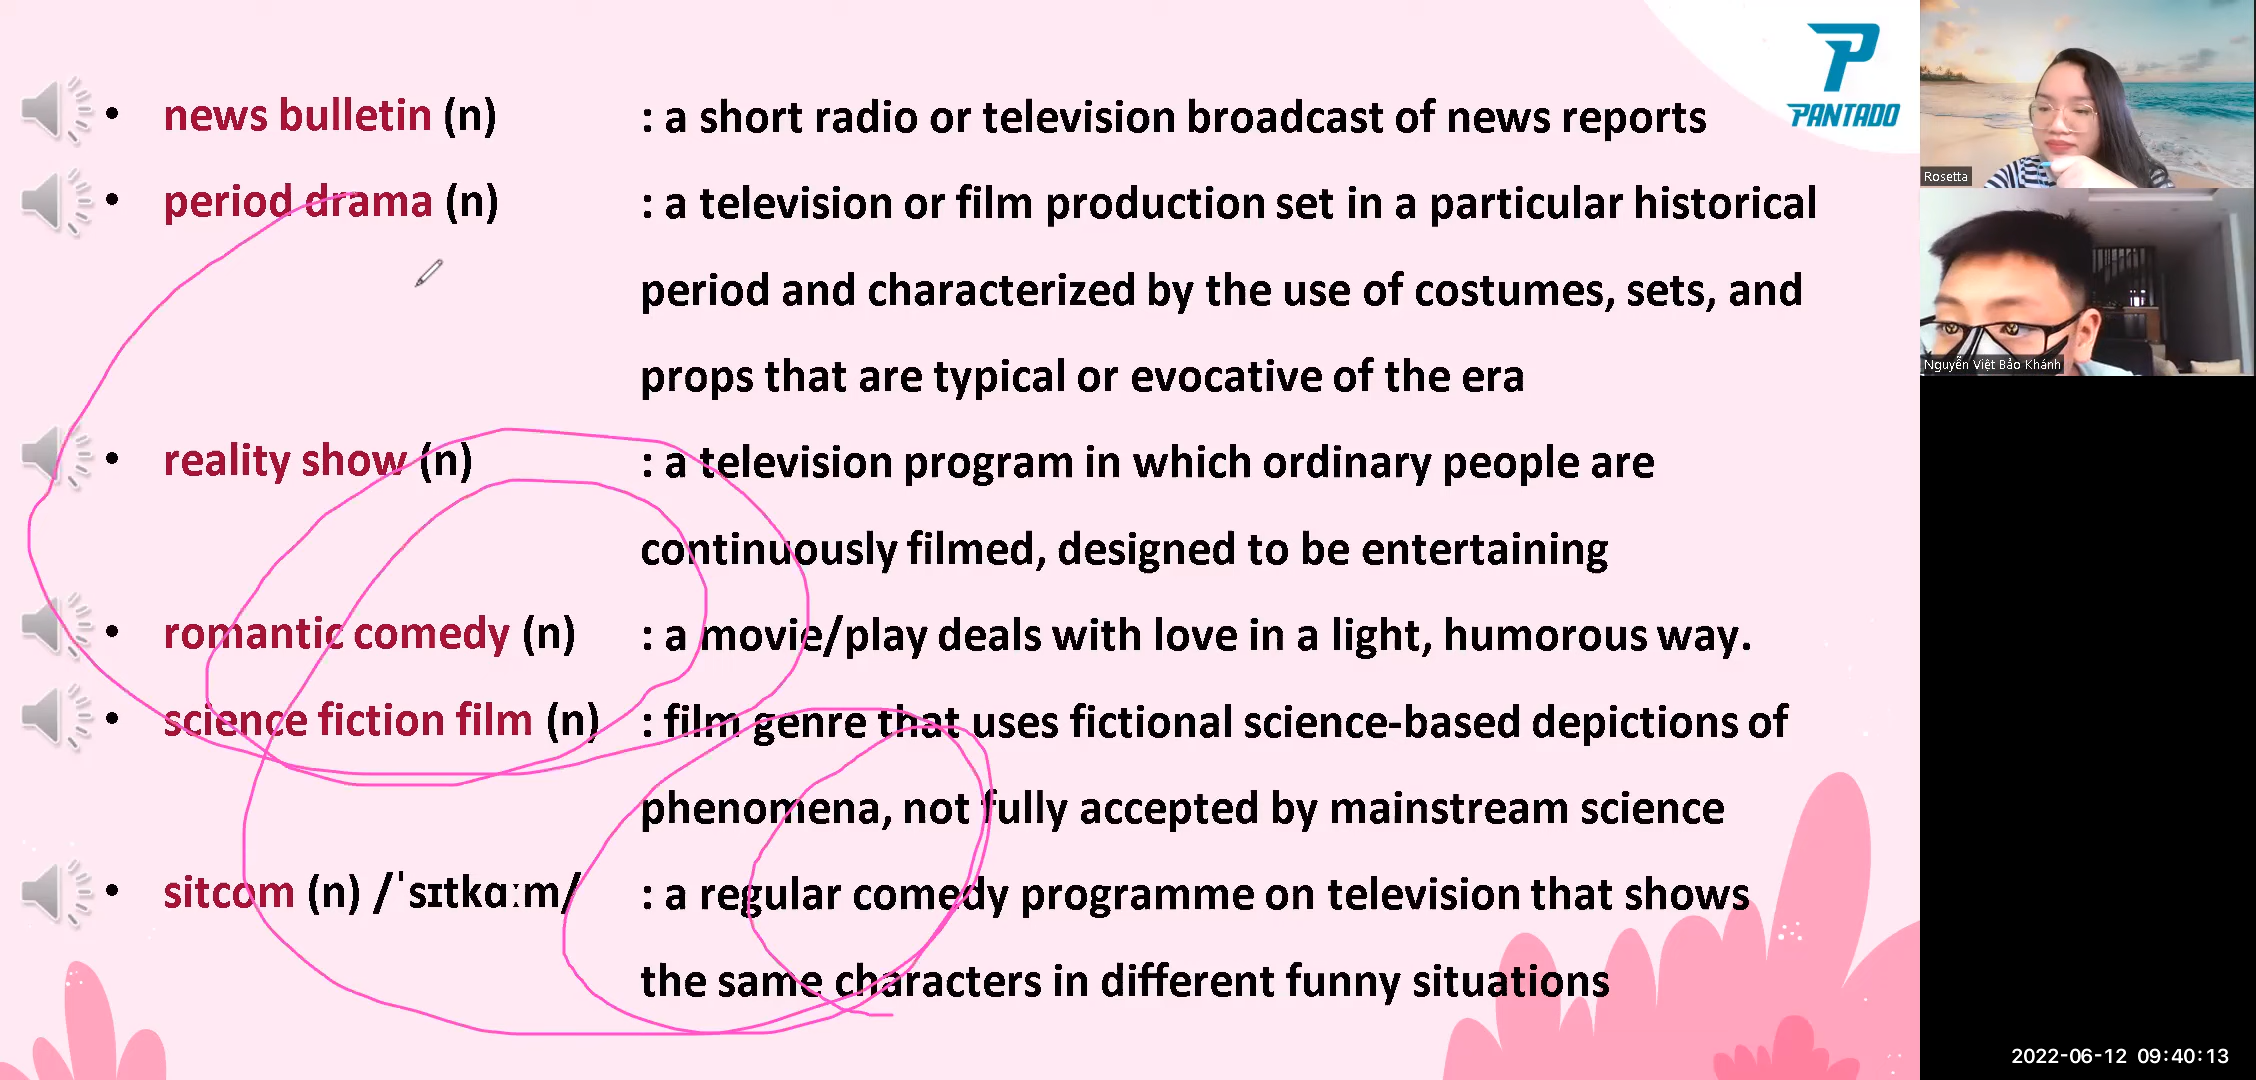 • news bulletin (n) : a short radio or television broadcast of news reports
• period drama (n) : a television or film production set in a particular historical
period and characterized by the use of costumes, sets, and
props that are typical or evocative of the era
• reality show (n) : a television program in which ordinary people are
continuously filmed, designed to be entertaining
• romantic comedy (n) : a movie/play deals with love in a light, humorous way.
• science fiction film (n) : film genre that uses fictional science-based depictions of
phenomena, not fully accepted by mainstream science
• sitcom (n) /ˈsɪtkɑːm/ : a regular comedy programme on television that shows
the same characters in different funny situations
PANTADO
Rosetta
Nguyễn Việt Bảo Khánh
2022-06-12 09:40:13